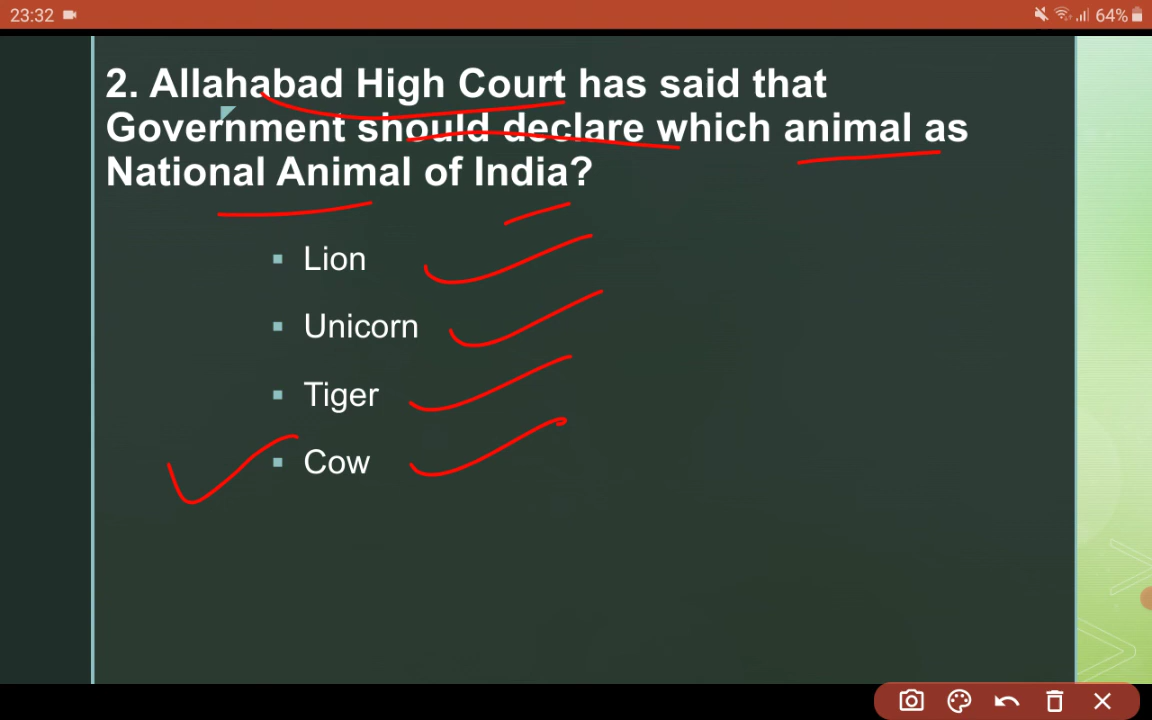 23:32
64%
2. Allahabad High Court has said that
Government should declare which animal as
National Animal of India?
Lion
Unicorn
Tiger
Cow